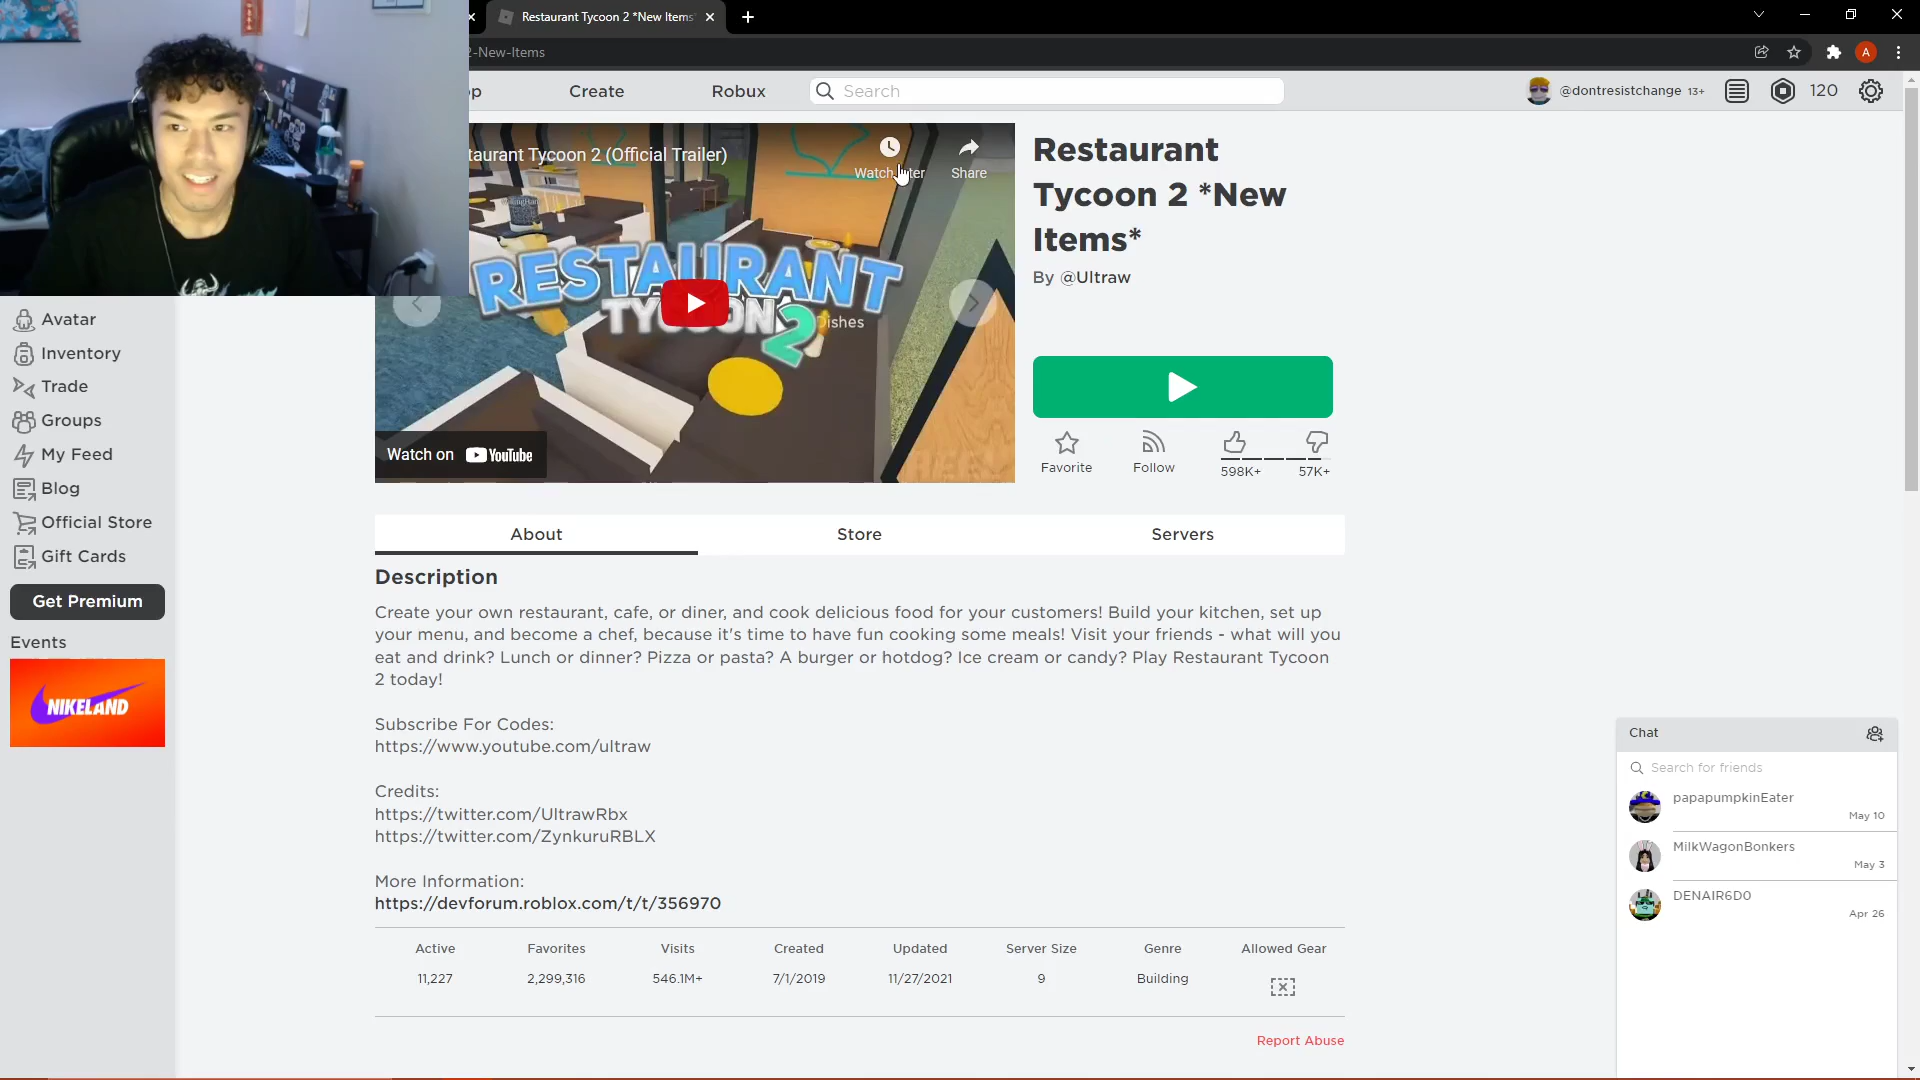 Restaurant Tycoon 2 *New Items*
2-New-Items
Create
Robux
Search
@dontresistchange 13+
120
A
taurant Tycoon 2 (Official Trailer)
Share
RESTAURANT
TYCOON 2
Dishes
Watch on YouTube
Restaurant
Tycoon 2 *New
Items*
By @Ultraw
Favorite
Follow
598K+
57K+
Avatar
Inventory
Trade
Groups
My Feed
Blog
Official Store
Gift Cards
Get Premium
Events
NIKELAND
About
Store
Servers
Description
Create your own restaurant, cafe, or diner, and cook delicious food for your customers! Build your kitchen, set up
your menu, and become a chef, because it's time to have fun cooking some meals! Visit your friends - what will you
eat and drink? Lunch or dinner? Pizza or pasta? A burger or hotdog? Ice cream or candy? Play Restaurant Tycoon
2 today!
Subscribe For Codes:
https://www.youtube.com/ultraw
Credits:
https://twitter.com/UltrawRbx
https://twitter.com/ZynkuruRBLX
More Information:
https://devforum.roblox.com/t/t/356970
Active Favorites Visits Created Updated Server Size Genre Allowed Gear
11,227 2,299,316 546.1M+ 7/1/2019 11/27/2021 9 Building
Report Abuse
Chat
Search for friends
papapumpkinEater
May 10
MilkWagonBonkers
May 3
DENAIR6D0
Apr 26